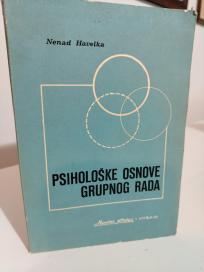 Nenad Havelka
PSIHOLOŠKE OSNOVE
GRUPNOG RADA